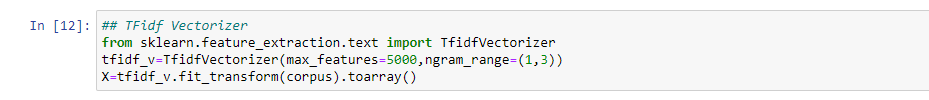 In [12]: ## TFidf Vectorizer
from sklearn.feature_extraction.text import TfidfVectorizer
tfidf_v=TfidfVectorizer(max_features=5000,ngram_range=(1,3))
X=tfidf_v.fit_transform(corpus).toarray()